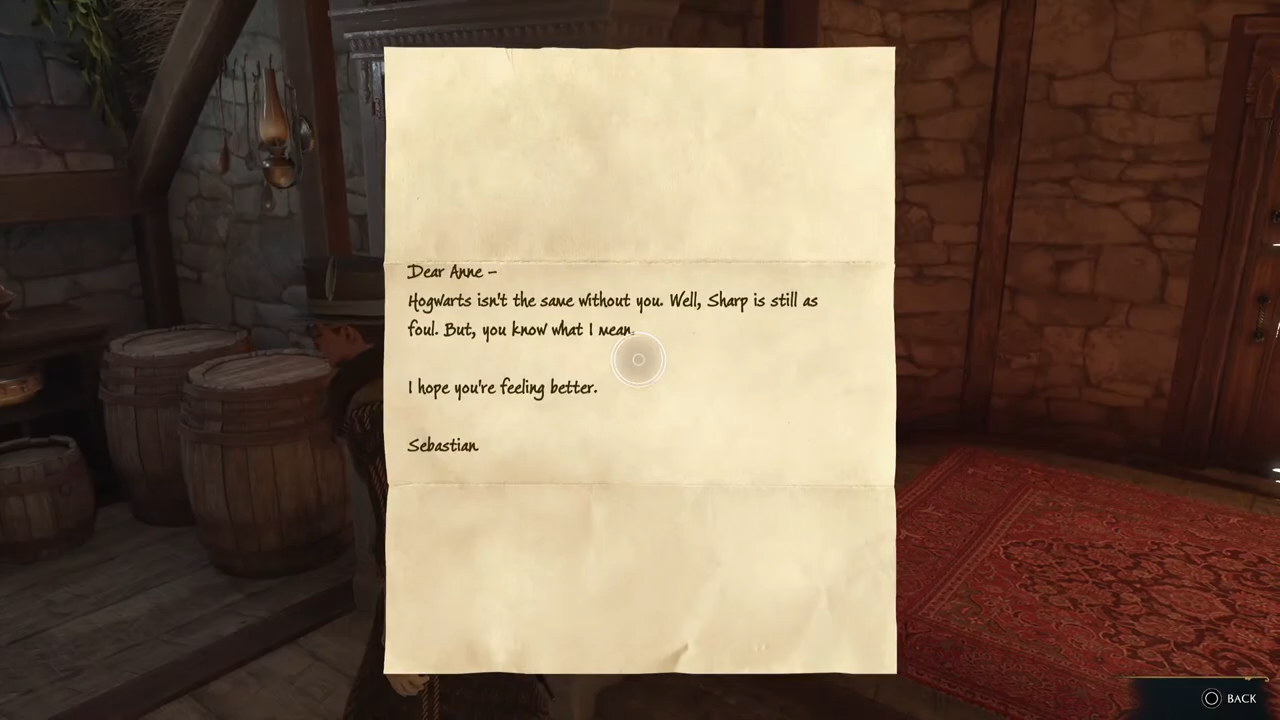 Dear Anne –
Hogwarts isn't the same without you. Well, Sharp is still as
foul. But, you know what I mean.
I hope you're feeling better.
Sebastian
BACK